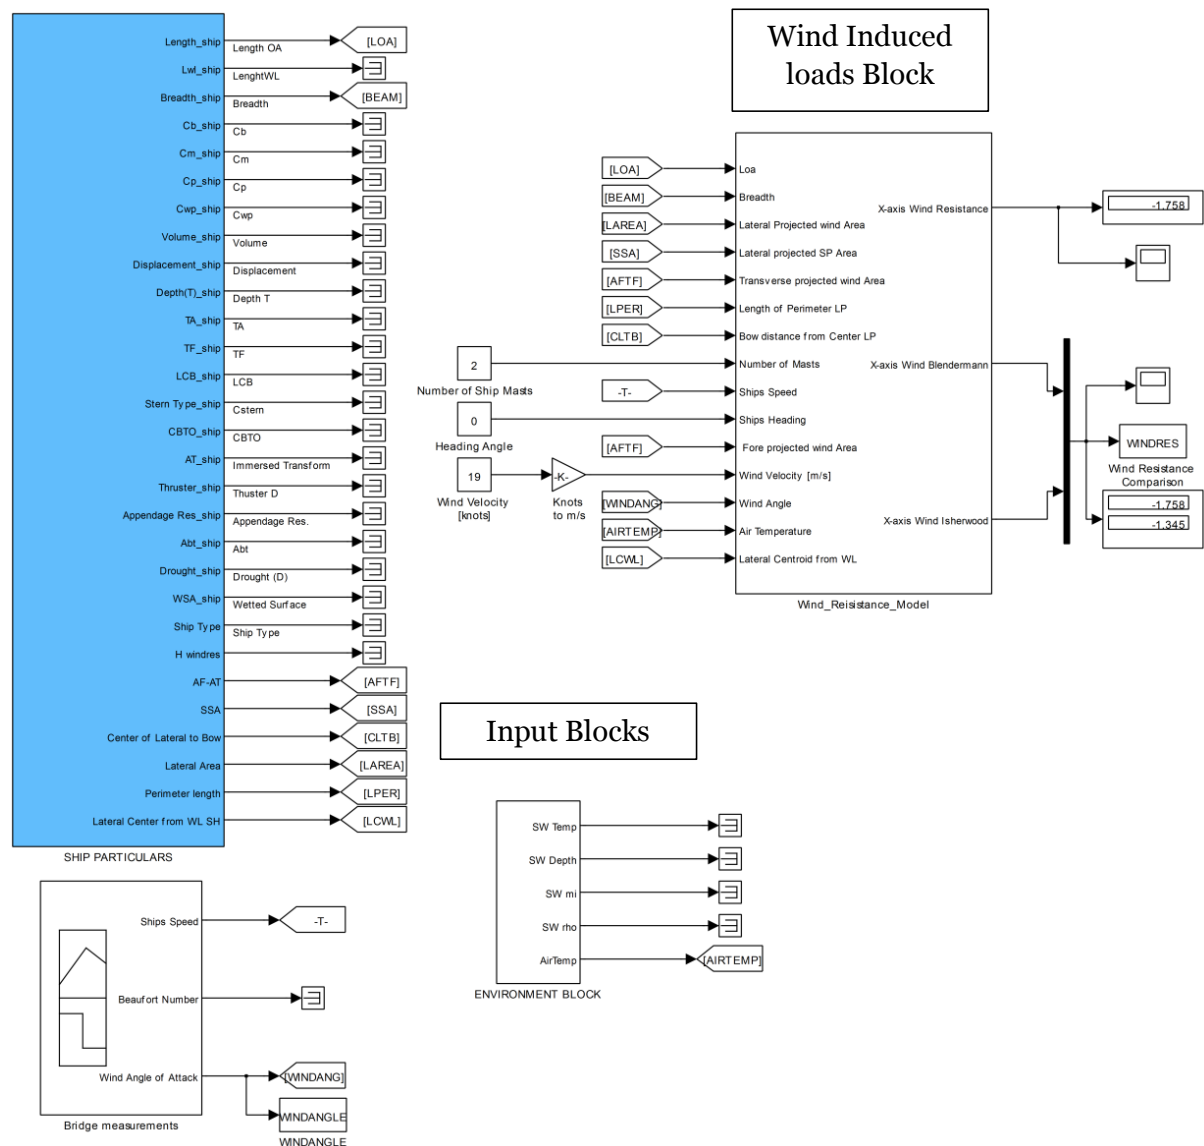 Length_ship
Length OA
[LOA]
Lwl_ship
LenghtWL
Breadth_ship
Breadth
[BEAM]
Cb_ship
Cb
Cm_ship
Cm
Cp_ship
Cp
Cwp_ship
Cwp
Volume_ship
Volume
Displacement_ship
Displacement
Depth(T)_ship
Depth T
TA_ship
TA
TF_ship
TF
LCB_ship
LCB
Stern Type_ship
Cstern
CBTO_ship
CBTO
AT_ship
Immersed Transform
Thruster_ship
Thuster D
Appendage Res_ship
Appendage Res.
Abt_ship
Abt
Drought_ship
Drought (D)
WSA_ship
Wetted Surface
Ship Type
Ship Type
H windres
AF-AT
[AFTF]
SSA
[SSA]
Center of Lateral to Bow
[CLTB]
Lateral Area
[LAREA]
Perimeter length
[LPER]
Lateral Center from WL SH
[LCWL]
SHIP PARTICULARS
Wind Induced
loads Block
[LOA]
Loa
[BEAM]
Breadth
[LAREA]
Lateral Projected wind Area
[SSA]
Lateral projected SP Area
[AFTF]
Transverse projected wind Area
[LPER]
Length of Perimeter LP
[CLTB]
Bow distance from Center LP
2
Number of Masts
Number of Ship Masts
-T-
Ships Speed
0
Ships Heading
Heading Angle
[AFTF]
Fore projected wind Area
19
-K-
Wind Velocity [m/s]
Wind Velocity
[knots]
Knots
to m/s
[WINDANG]
Wind Angle
[AIRTEMP]
Air Temperature
[LCWL]
Lateral Centroid from WL
X-axis Wind Resistance
X-axis Wind Blendermann
X-axis Wind Isherwood
Wind_Reisistance_Model
-1.758
WINDRES
Wind Resistance
Comparison
-1.758
-1.345
Input Blocks
SW Temp
SW Depth
SW mi
SW rho
AirTemp
[AIRTEMP]
ENVIRONMENT BLOCK
Ships Speed
-T-
Beaufort Number
Wind Angle of Attack
[WINDANG]
WINDANGLE
WINDANGLE
Bridge measurements